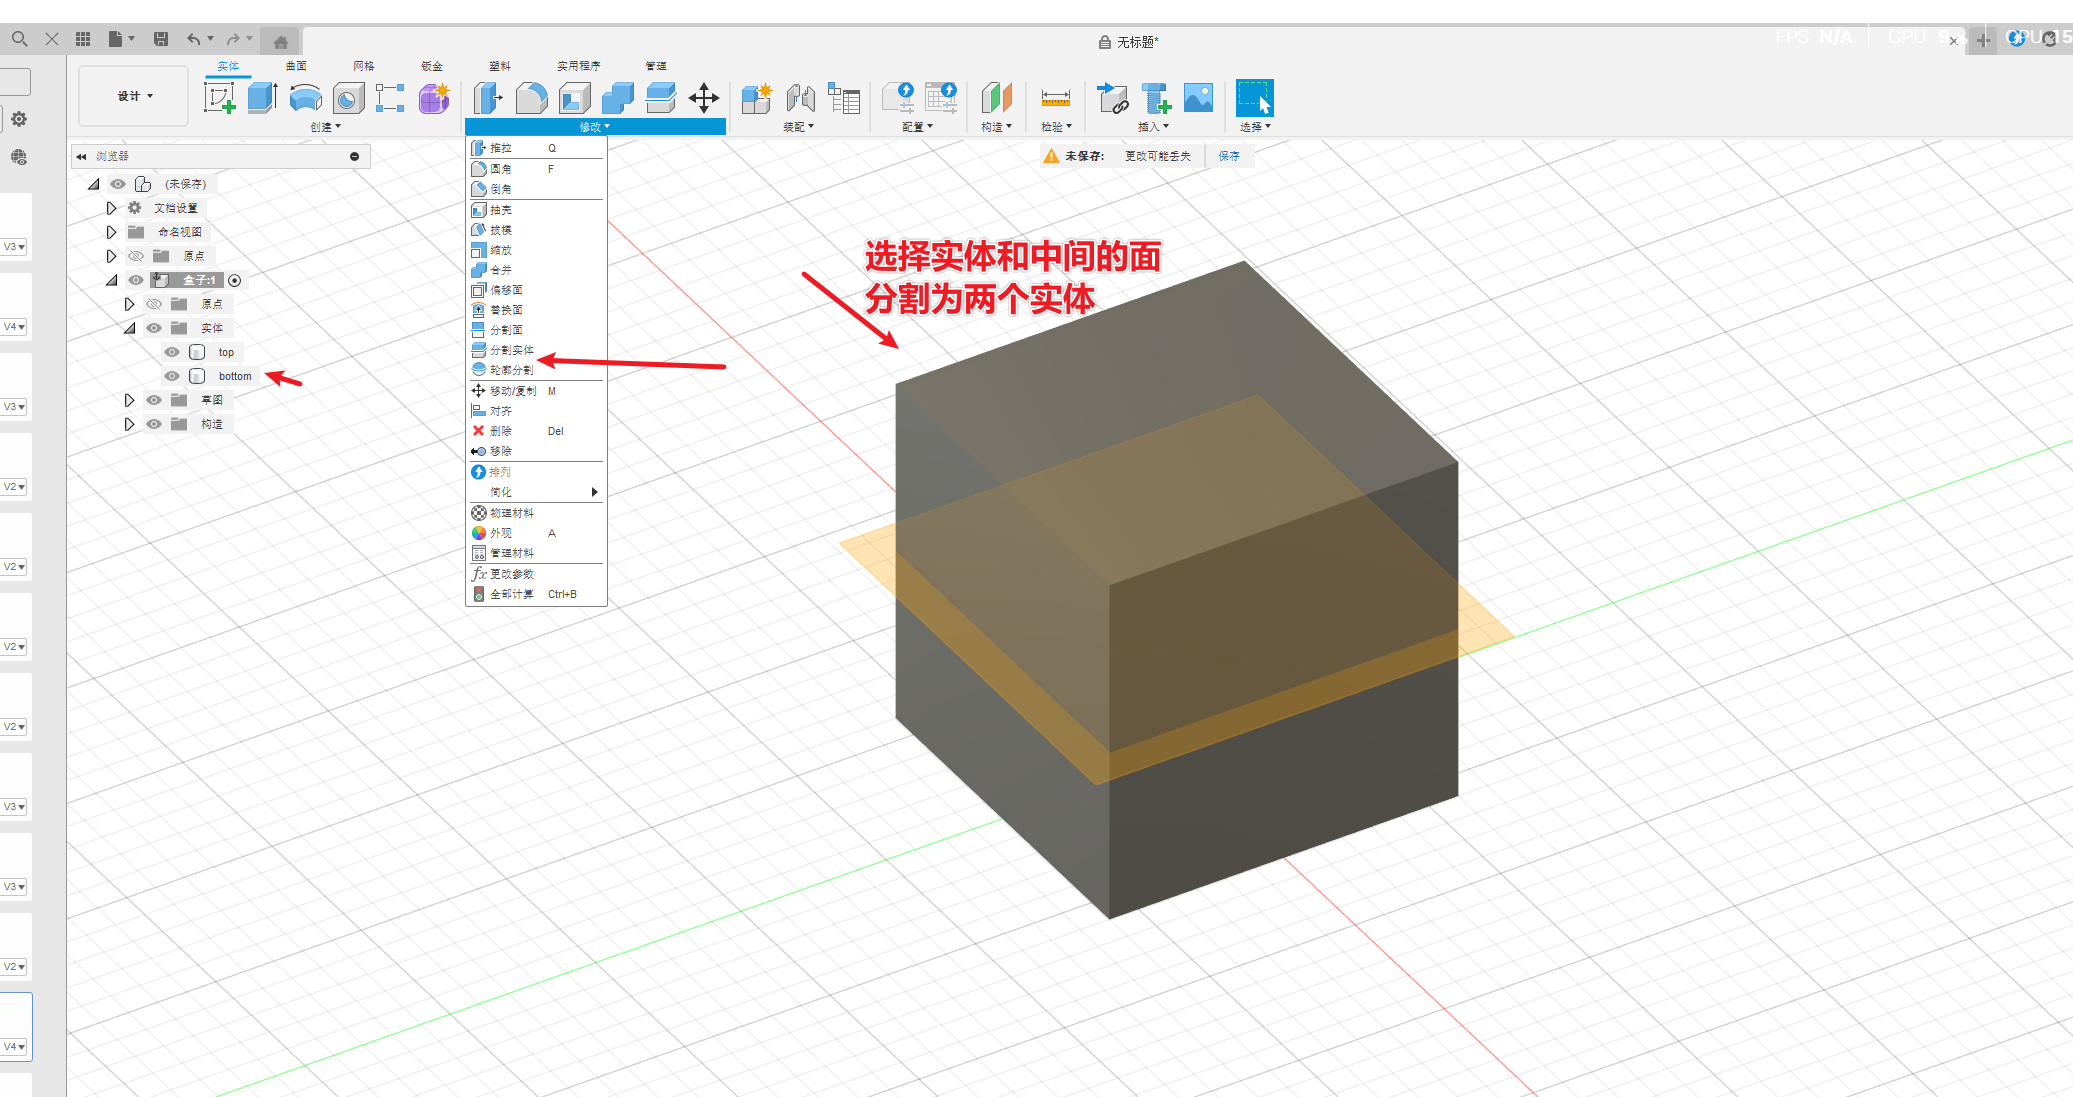 无标题*
FPS N/A
GPU 9%
CPU 15
实体 曲面 网格 钣金 塑料 实用程序 管理
设计
创建 修改 装配 配置 构造 检验 插入 选择
浏览器
未保存: 更改可能丢失 保存
(未保存)
文档设置
命名视图
原点
盒子:1
原点
实体
top
bottom
草图
构造
推拉 Q
圆角 F
倒角
抽壳
拔模
缩放
合并
偏移面
替换面
分割面
分割实体
轮廓分割
移动/复制 M
对齐
删除 Del
移除
排列
简化
物理材料
外观 A
管理材料
fx 更改参数
全部计算 Ctrl+B
选择实体和中间的面
分割为两个实体
V3
V4
V3
V2
V2
V2
V2
V3
V3
V2
V4